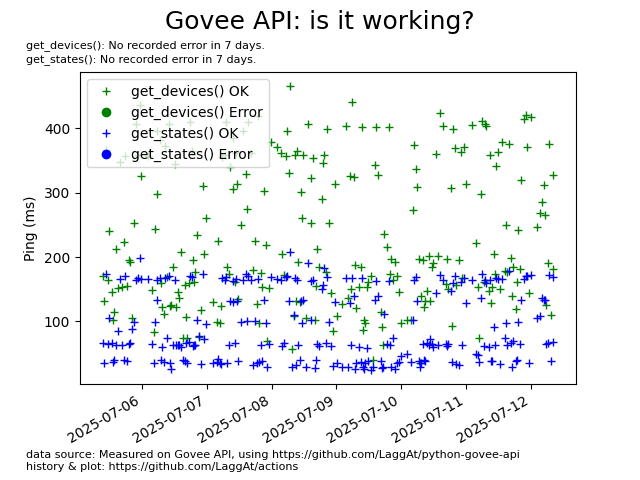 Govee API: is it working?
get_devices(): No recorded error in 7 days.
get_states(): No recorded error in 7 days.
get_devices() OK
get_devices() Error
get_states() OK
get_states() Error
Ping (ms)
400
300
200
100
2025-07-06
2025-07-07
2025-07-08
2025-07-09
2025-07-10
2025-07-11
2025-07-12
data source: Measured on Govee API, using https://github.com/LaggAt/python-govee-api
history & plot: https://github.com/LaggAt/actions